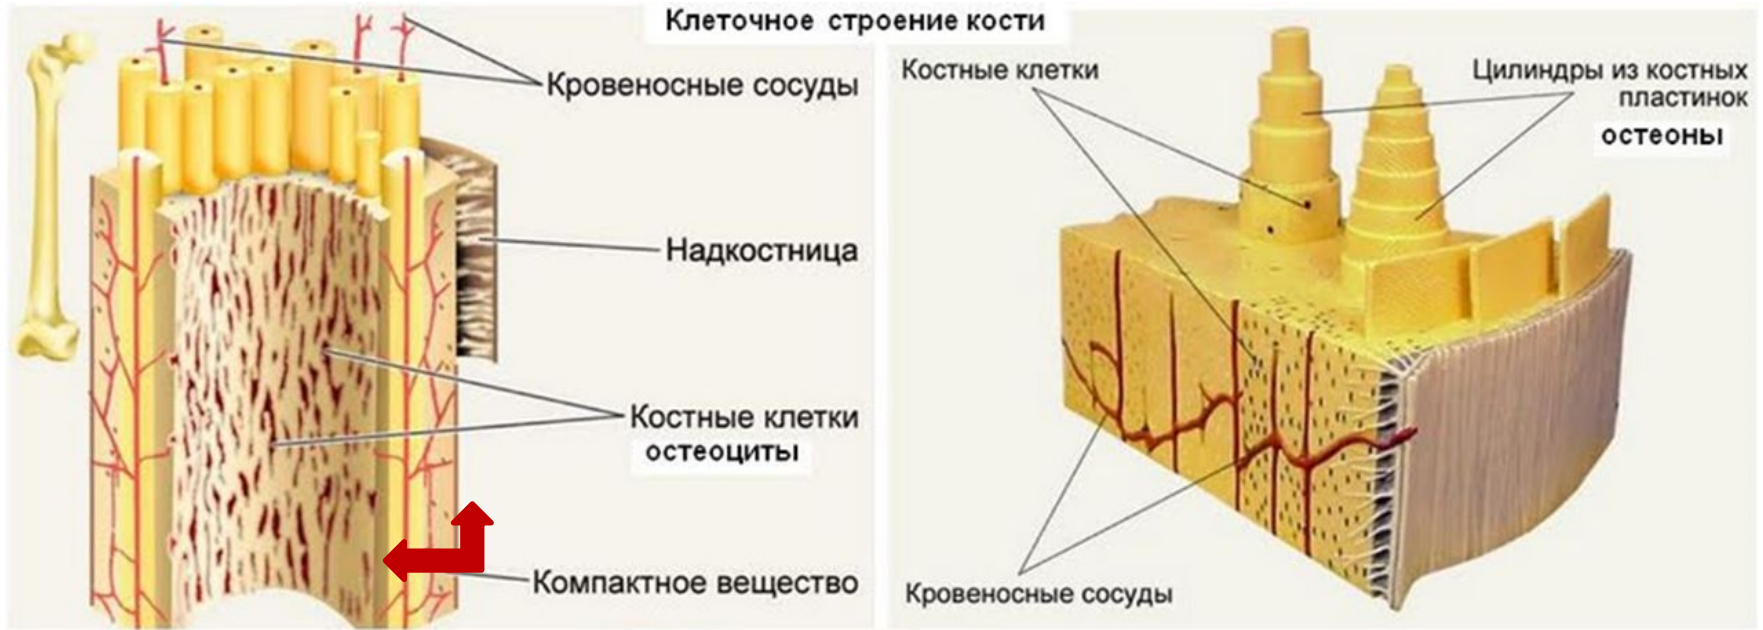 Клеточное строение кости
Кровеносные сосуды
Надкостница
Костные клетки
остеоциты
Компактное вещество
Костные клетки
Цилиндры из костных
пластинок
остеоны
Кровеносные сосуды